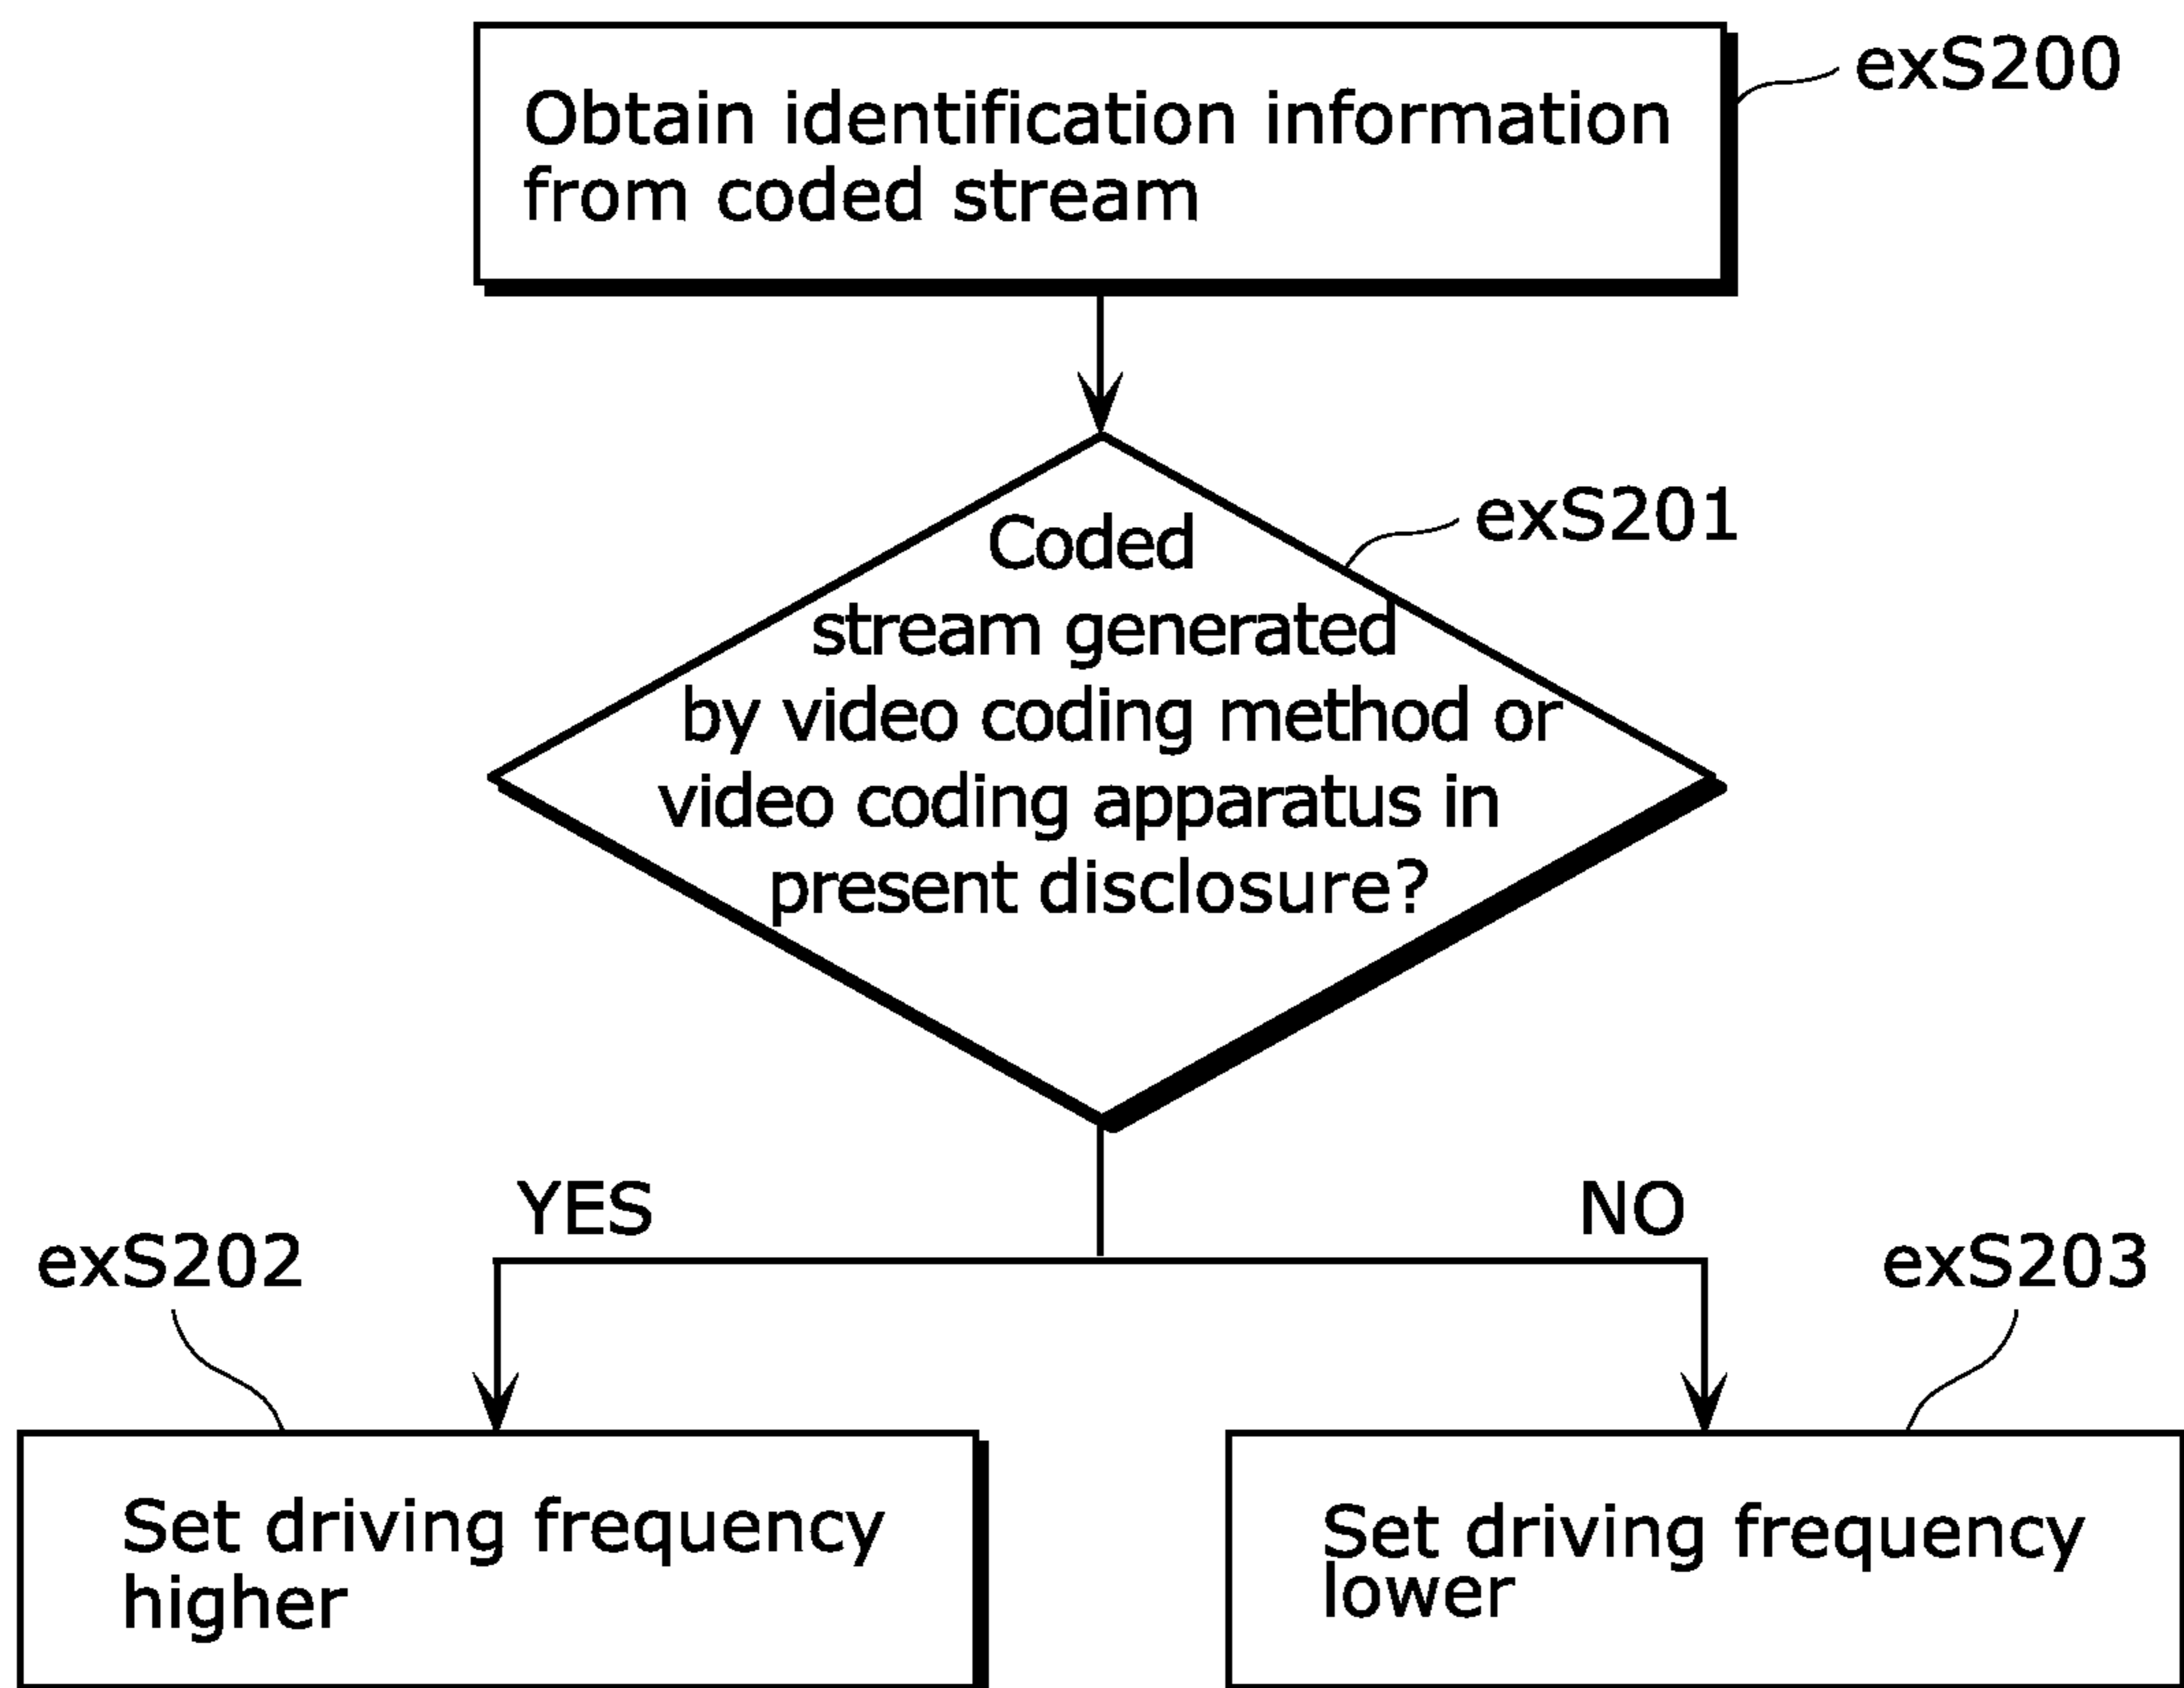 exS200
Obtain identification information
from coded stream
exS201
Coded
stream generated
by video coding method or
video coding apparatus in
present disclosure?
YES
NO
exS202
exS203
Set driving frequency
higher
Set driving frequency
lower